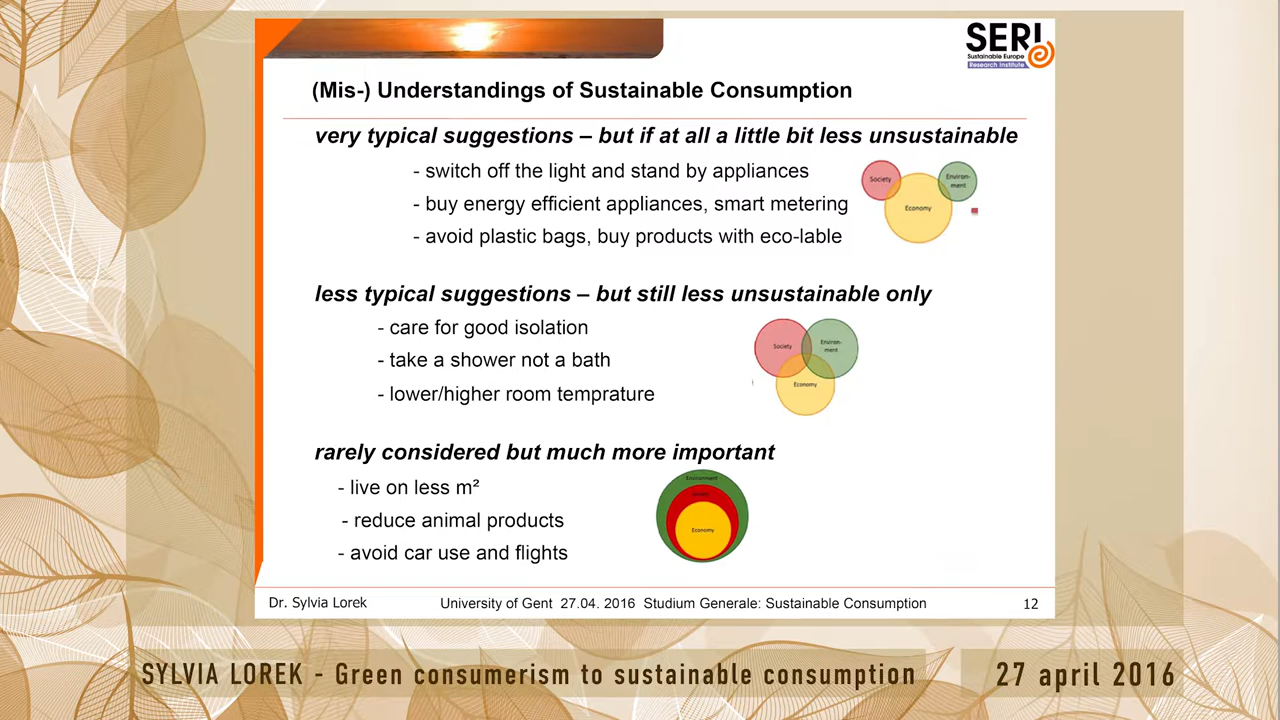 SERI
Sustainable Europe
Research Institute
(Mis-) Understandings of Sustainable Consumption
very typical suggestions – but if at all a little bit less unsustainable
- switch off the light and stand by appliances
- buy energy efficient appliances, smart metering
- avoid plastic bags, buy products with eco-lable
Society
Environ-
ment
Economy
less typical suggestions – but still less unsustainable only
- care for good isolation
- take a shower not a bath
- lower/higher room temprature
Society
Environ-
ment
Economy
rarely considered but much more important
- live on less m²
- reduce animal products
- avoid car use and flights
Environment
Economy
Dr. Sylvia Lorek
University of Gent 27.04. 2016 Studium Generale: Sustainable Consumption
12
SYLVIA LOREK - Green consumerism to sustainable consumption
27 april 2016